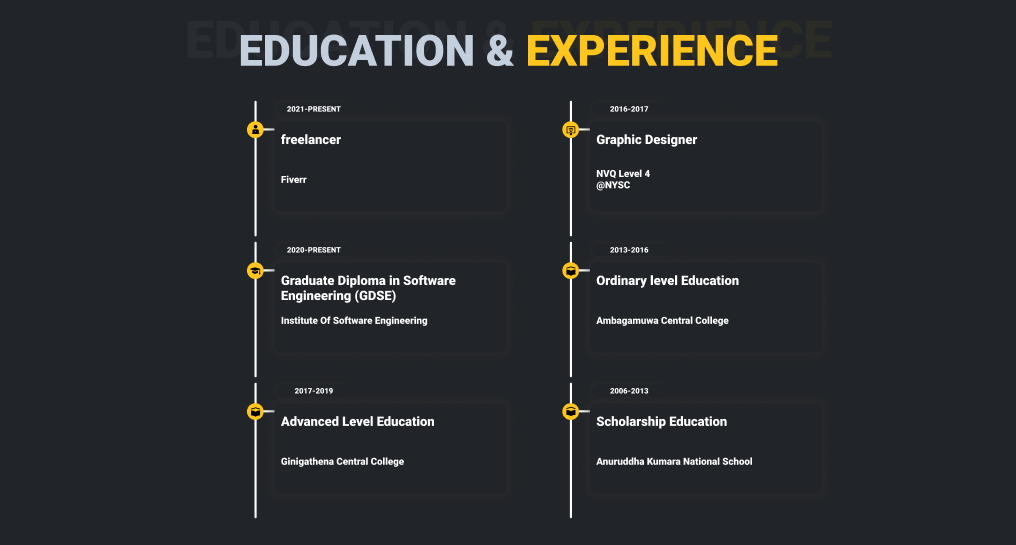 EDUCATION & EXPERIENCE
EDUCATION & EXPERIENCE
2021-PRESENT
freelancer
Fiverr
2020-PRESENT
Graduate Diploma in Software
Engineering (GDSE)
Institute Of Software Engineering
2017-2019
Advanced Level Education
Ginigathena Central College
2016-2017
Graphic Designer
NVQ Level 4
@NYSC
2013-2016
Ordinary level Education
Ambagamuwa Central College
2006-2013
Scholarship Education
Anuruddha Kumara National School